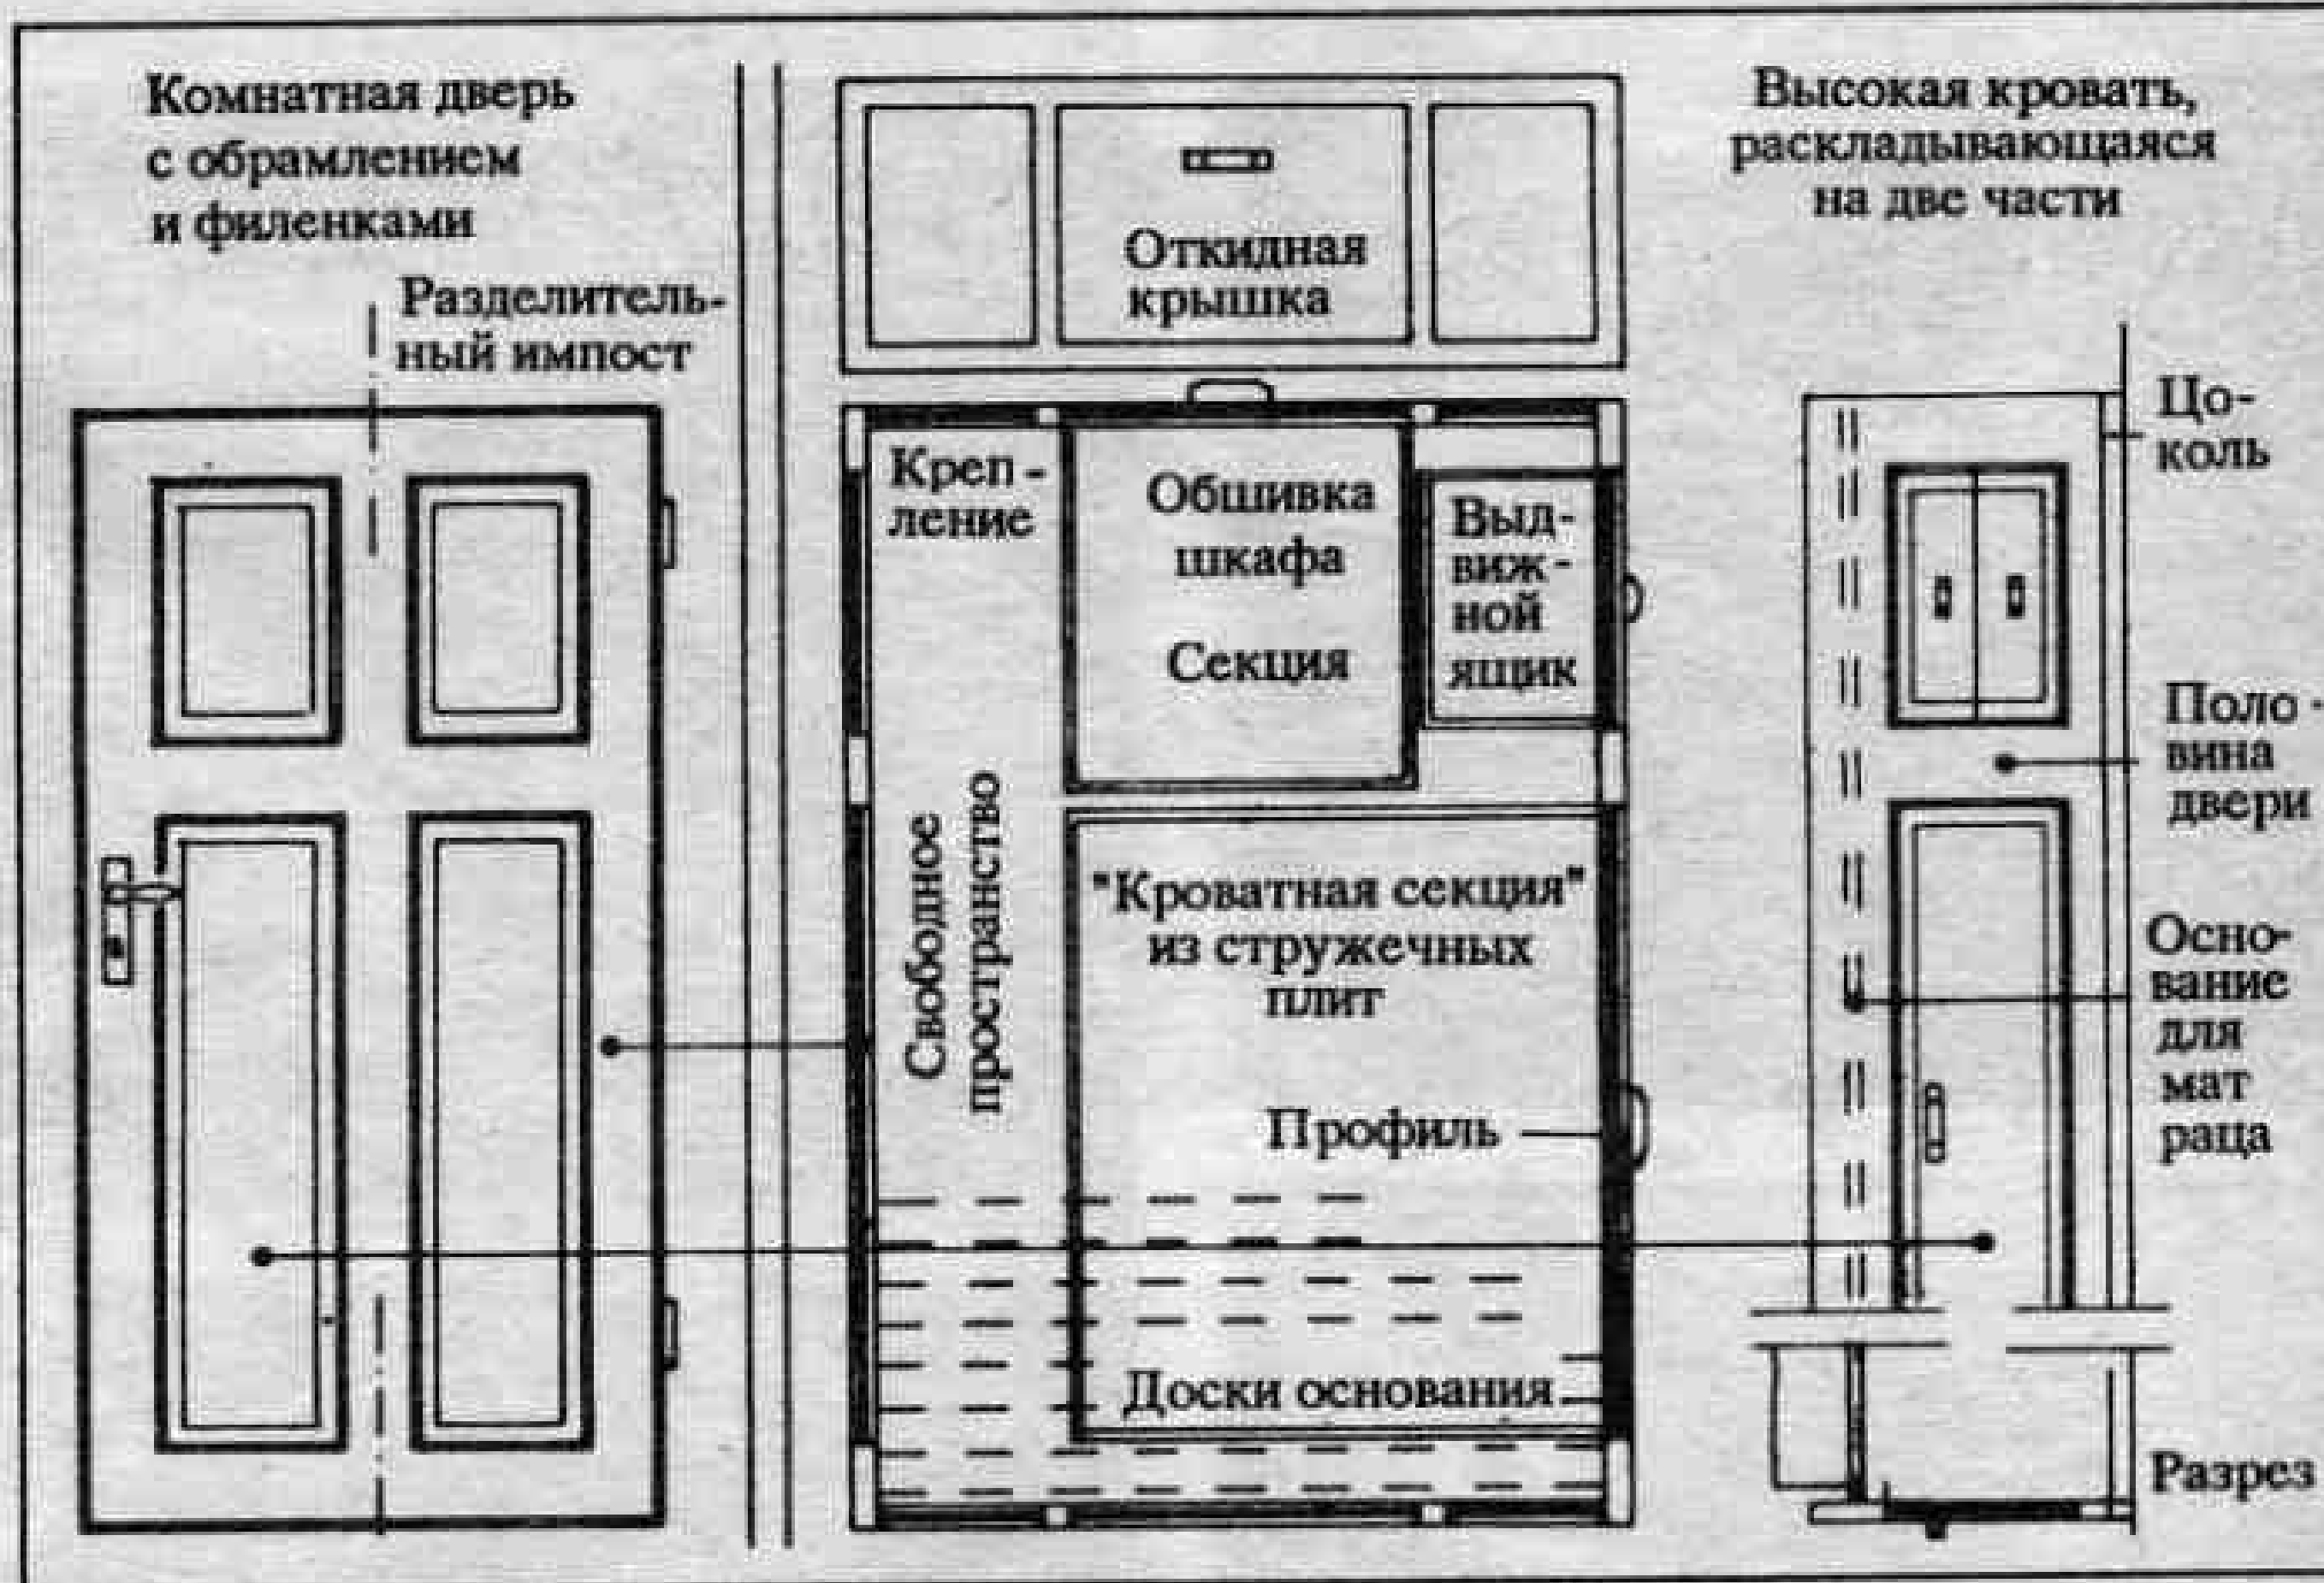 Комнатная дверь
с обрамлением
и филенками
Разделитель-
ный импост
Откидная
крышка
Креп-
ление
Обшивка
шкафа
Секция
Выд-
виж-
ной
ящик
Свободное
пространство
"Кроватная секция"
из стружечных
плит
Профиль
Доски основания
Высокая кровать,
раскладывающаяся
на две части
Цо-
коль
Поло-
вина
двери
Осно-
вание
для
мат
раца
Разрез